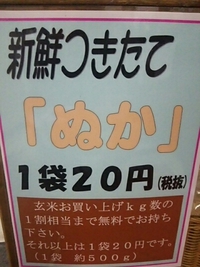 新鮮つきたて
「ぬか」
1袋20円(税抜)
玄米お買い上げkg数の
1割相当まで無料でお持ち
下さい。
それ以上は1袋20円です。
(1袋 約500g)